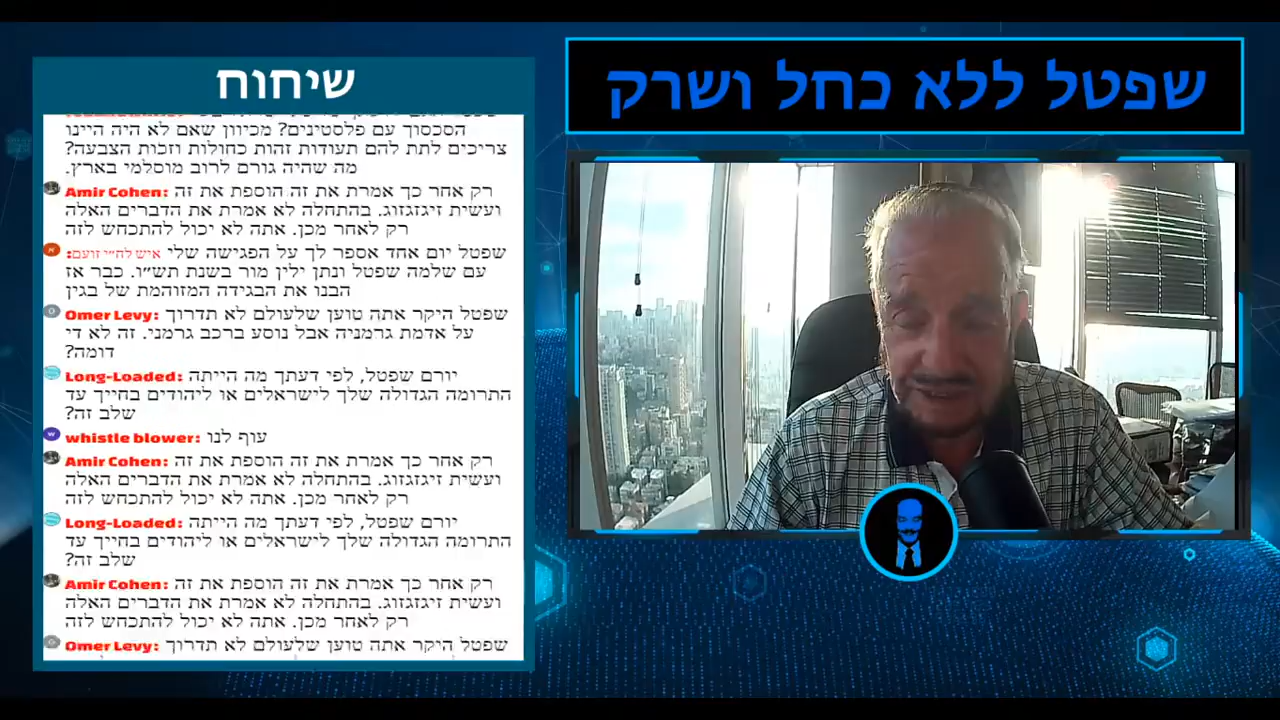 שפטל ללא כחל ושרק
שיחוח
הסכסוך עם פלסטינים? מכיוון שאם לא היה היינו
צריכים לתת להם תעודות זהות כחולות וזכות הצבעה?
מה שהיה גורם לרוב מוסלמי בארץ.
Amir Cohen: רק אחר כך אמרת את זה הוספת את זה
ועשית זיגזגזוג. בהתחלה לא אמרת את הדברים האלה
רק לאחר מכן. אתה לא יכול להתכחש לזה
איש לח״י זועם: שפטל יום אחד אספר לך על הפגישה שלי
עם שלמה שפטל ונתן ילין מור בשנת תש״ו. כבר אז
הבנו את הבגידה המזוהמת של בגין
Omer Levy: שפטל היקר אתה טוען שלעולם לא תדרוך
על אדמת גרמניה אבל נוסע ברכב גרמני. זה לא די
דומה?
Long-Loaded: יורם שפטל, לפי דעתך מה הייתה
התרומה הגדולה שלך לישראלים או ליהודים בחייך עד
שלב זה?
whistle blower: עוף לנו
Amir Cohen: רק אחר כך אמרת את זה הוספת את זה
ועשית זיגזגזוג. בהתחלה לא אמרת את הדברים האלה
רק לאחר מכן. אתה לא יכול להתכחש לזה
Long-Loaded: יורם שפטל, לפי דעתך מה הייתה
התרומה הגדולה שלך לישראלים או ליהודים בחייך עד
שלב זה?
Amir Cohen: רק אחר כך אמרת את זה הוספת את זה
ועשית זיגזגזוג. בהתחלה לא אמרת את הדברים האלה
רק לאחר מכן. אתה לא יכול להתכחש לזה
Omer Levy: שפטל היקר אתה טוען שלעולם לא תדרוך